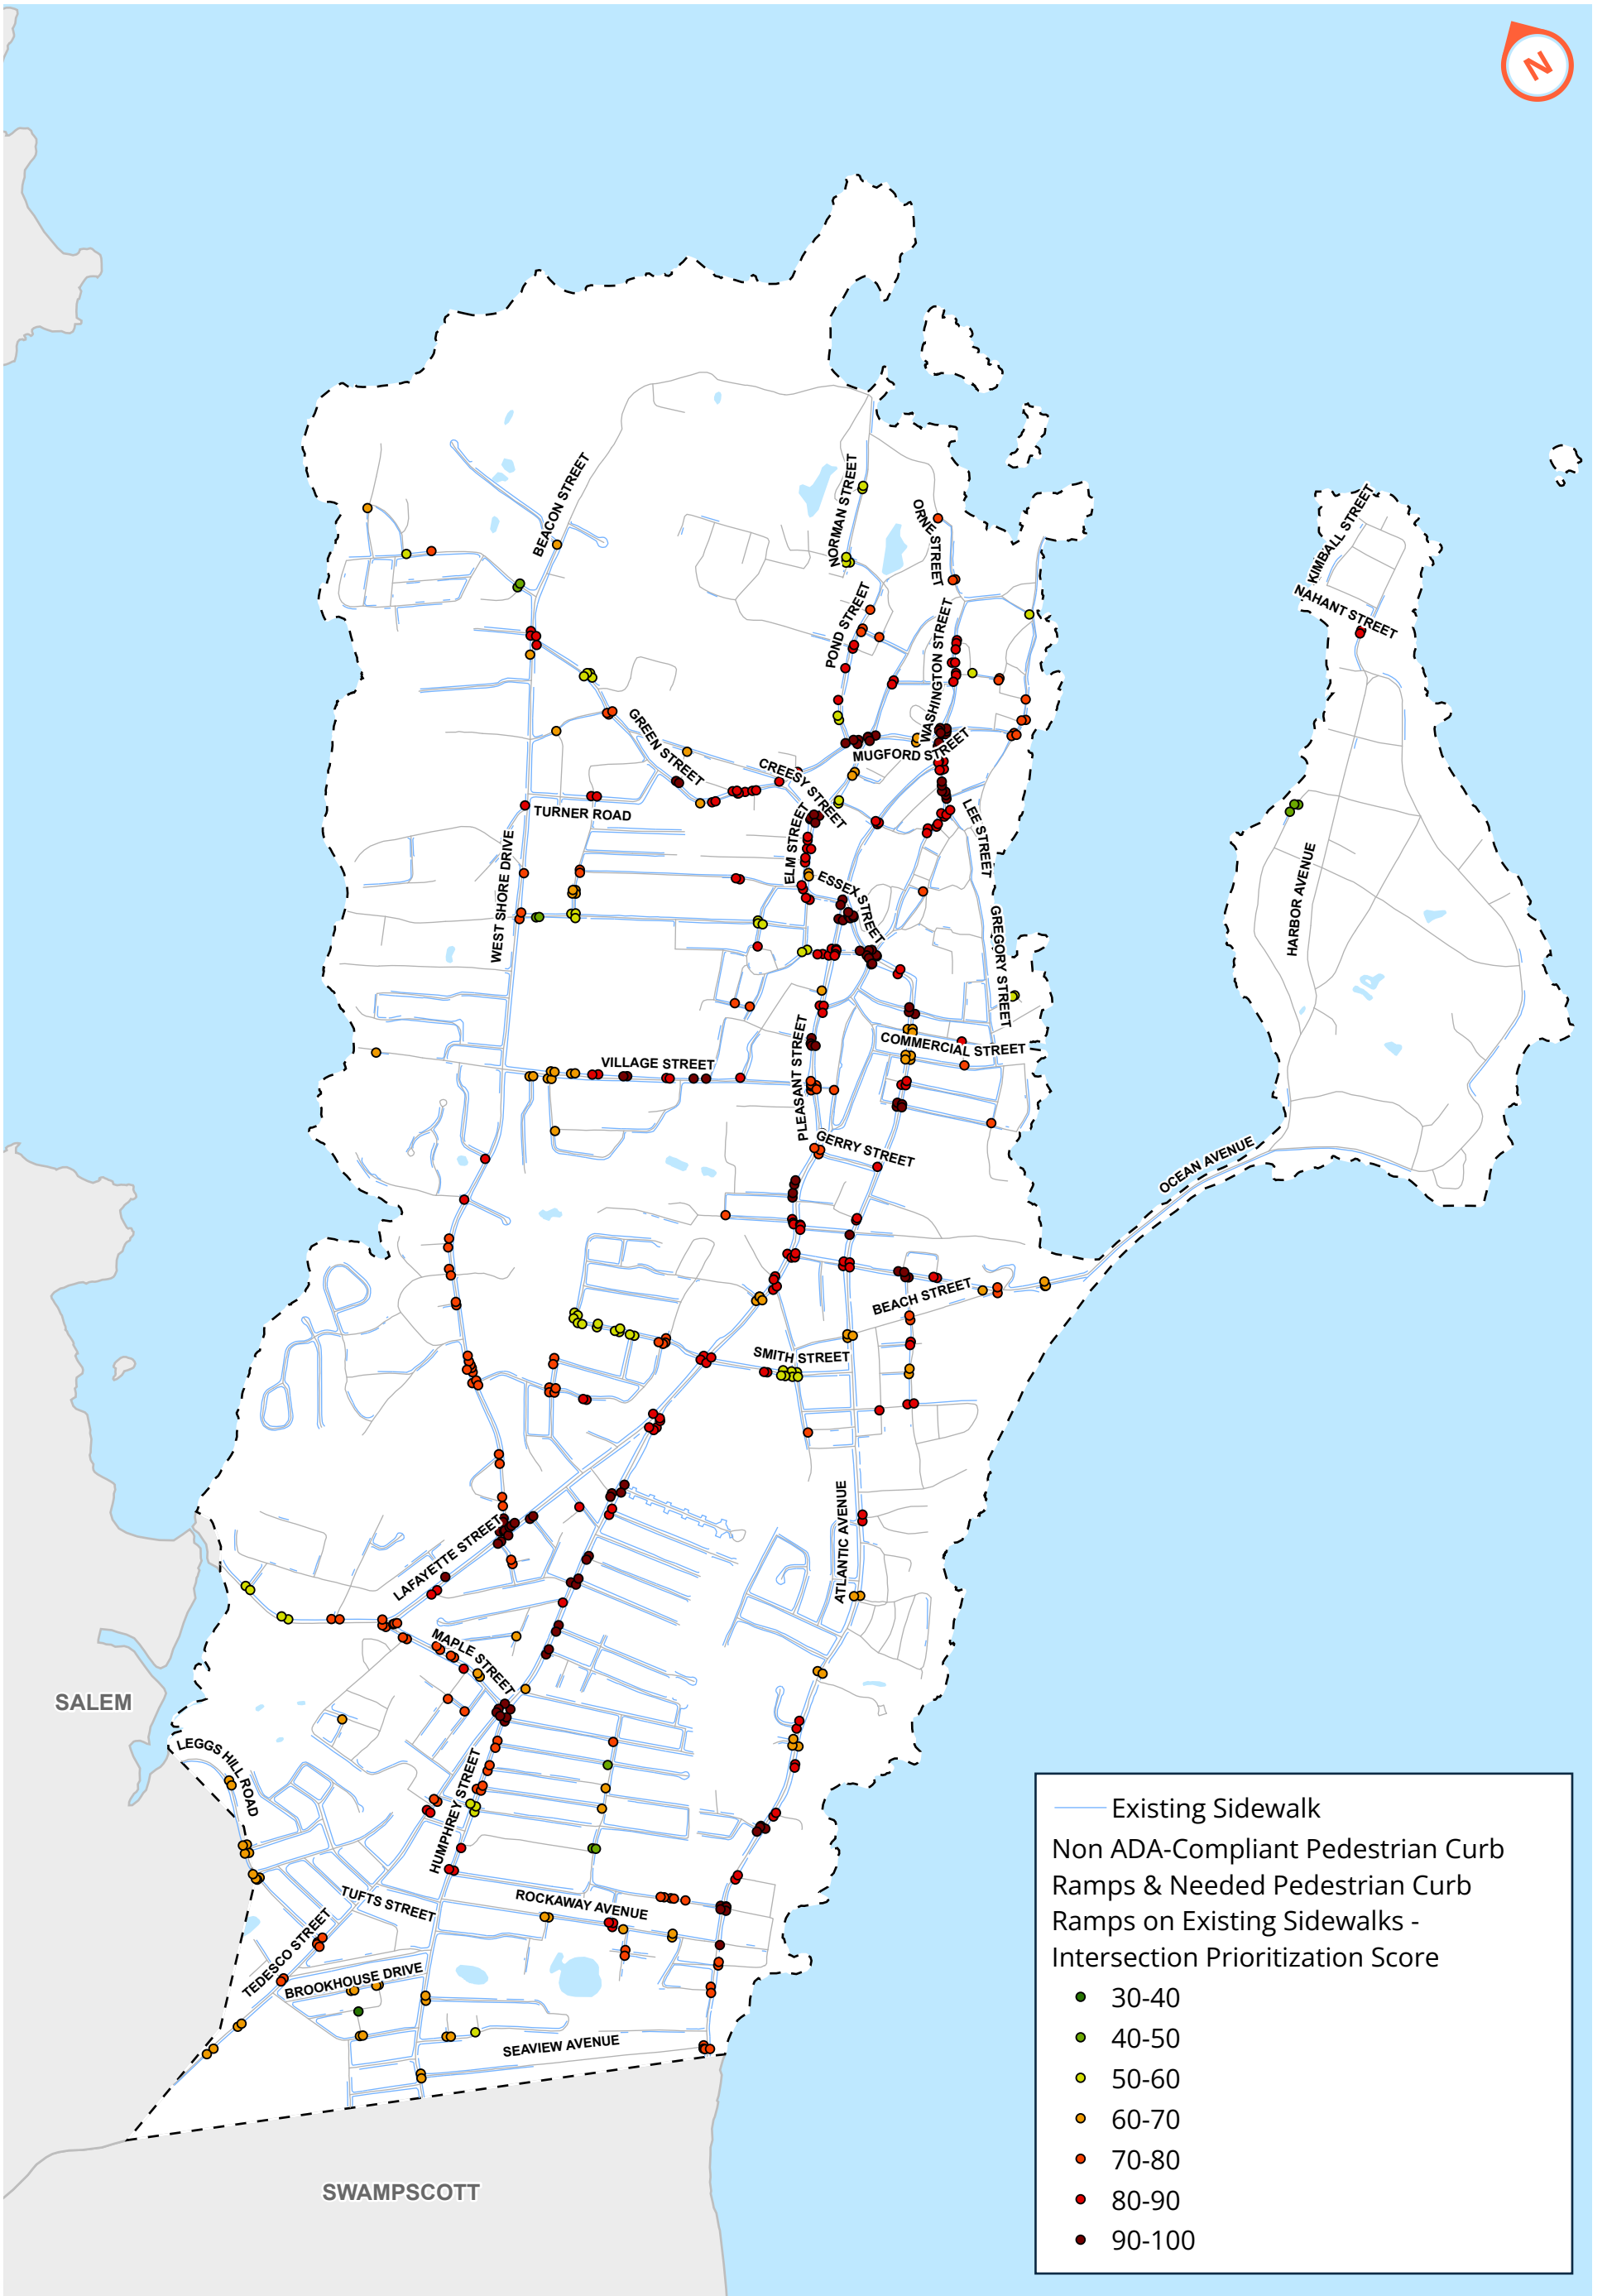 N
BEACON STREET
NORMAN STREET
ORNE STREET
KIMBALL STREET
NAHANT STREET
POND STREET
WASHINGTON STREET
GREEN STREET
MUGFORD STREET
CREESY STREET
TURNER ROAD
ELM STREET
LEE STREET
WEST SHORE DRIVE
ESSEX STREET
HARBOR AVENUE
GREGORY STREET
PLEASANT STREET
COMMERCIAL STREET
VILLAGE STREET
GERRY STREET
OCEAN AVENUE
BEACH STREET
SMITH STREET
ATLANTIC AVENUE
LAFAYETTE STREET
MAPLE STREET
SALEM
LEGGS HILL ROAD
HUMPHREY STREET
TUFTS STREET
ROCKAWAY AVENUE
TEDESCO STREET
BROOKHOUSE DRIVE
SEAVIEW AVENUE
SWAMPSCOTT
Existing Sidewalk
Non ADA-Compliant Pedestrian Curb
Ramps & Needed Pedestrian Curb
Ramps on Existing Sidewalks -
Intersection Prioritization Score
30-40
40-50
50-60
60-70
70-80
80-90
90-100